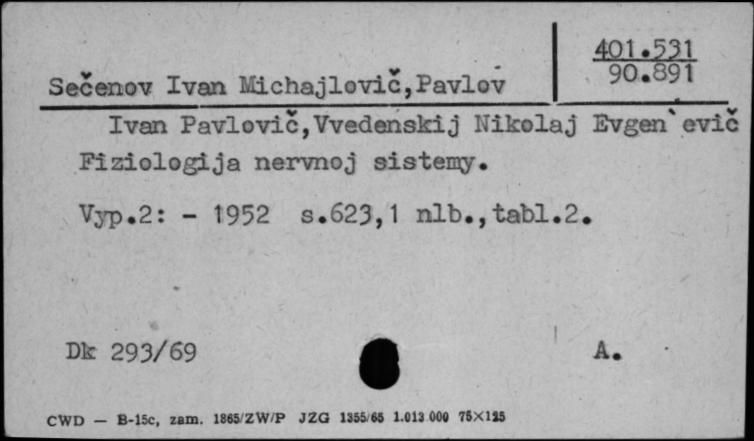 401.531
90.891
Sečenov Ivan Michajlovič,Pavlov
Ivan Pavlovič,Vvedenskij Nikolaj Evgen`evič
Fiziologija nervnoj sistemy.
Vyp.2: - 1952 s.623,1 nlb.,tabl.2.
Dk 293/69 A.
CWD — B-15c, zam. 1865/ZW/P JZG 1355/65 1.013.000 75×125